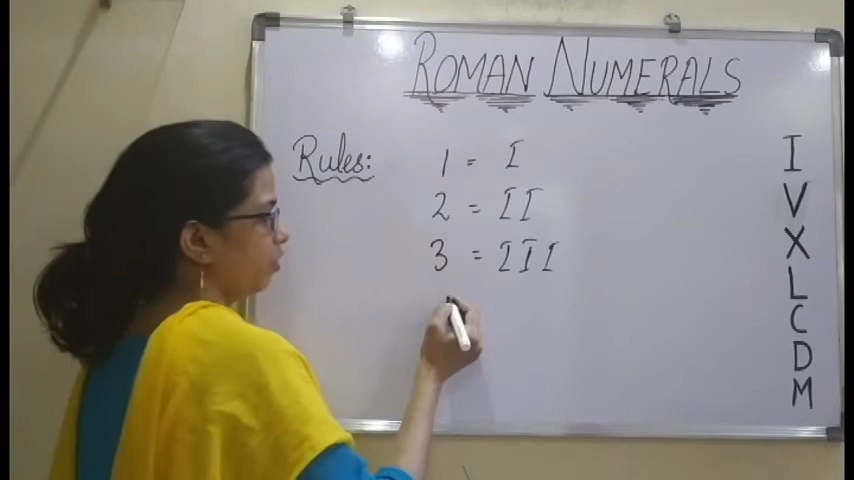 ROMAN NUMERALS
Rules:
1 = I
2 = II
3 = III
I
V
X
L
C
D
M